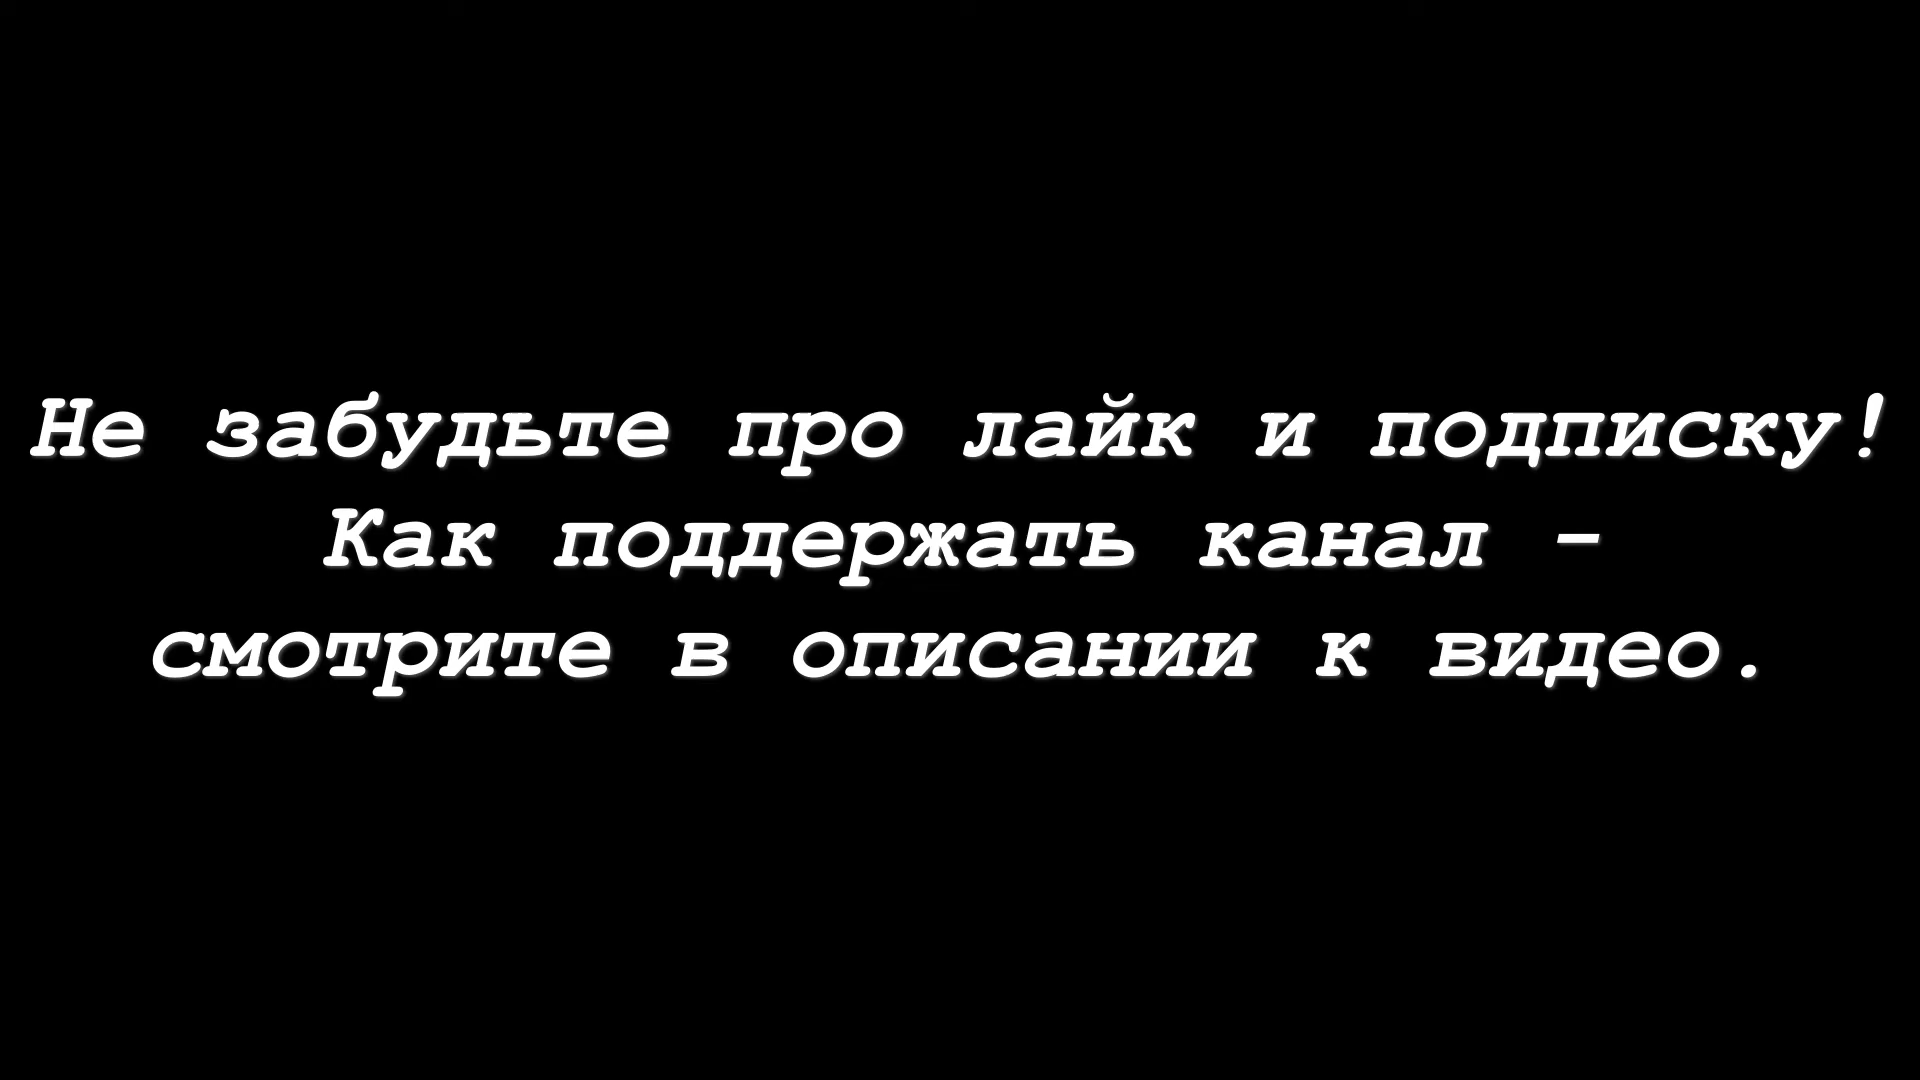 Не забудьте про лайк и подписку!
Как поддержать канал -
смотрите в описании к видео.